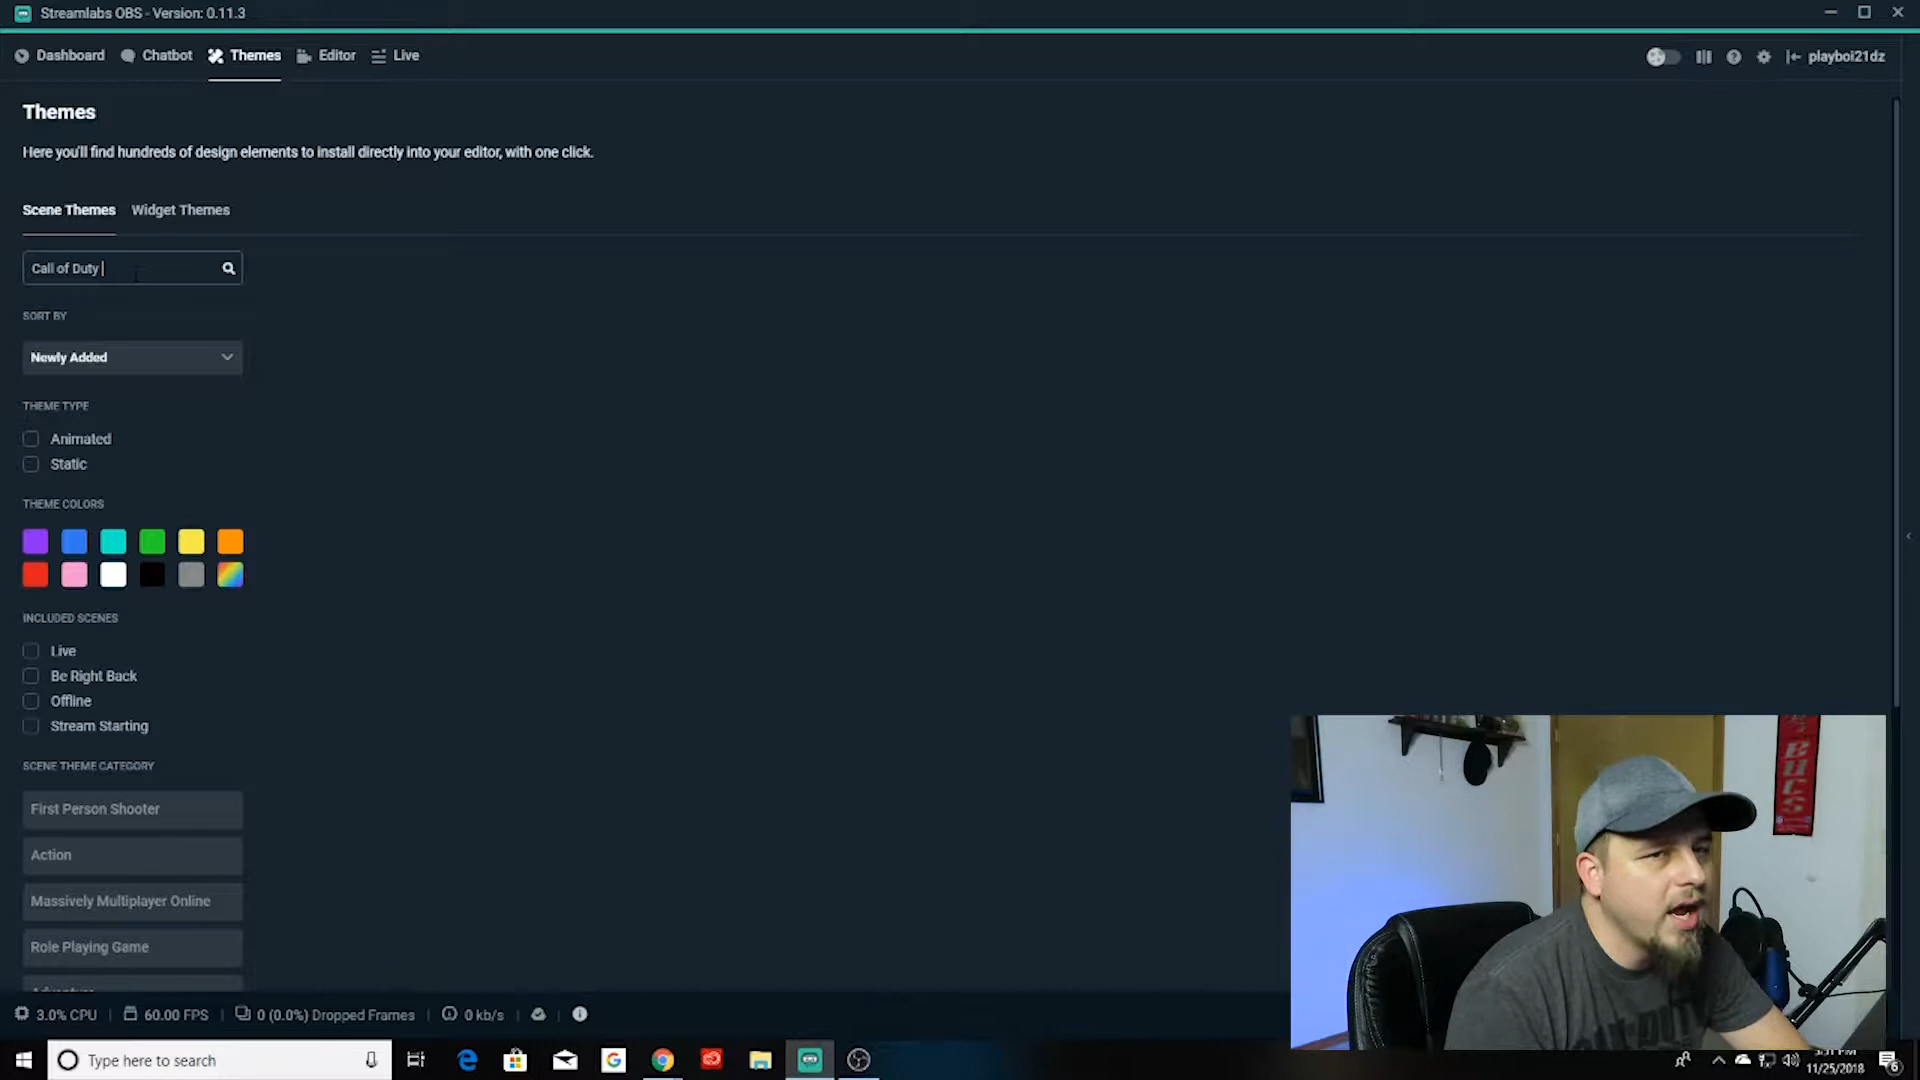 Streamlabs OBS - Version: 0.11.3
Dashboard Chatbot Themes Editor Live
playboi21dz
Themes
Here you'll find hundreds of design elements to install directly into your editor, with one click.
Scene Themes Widget Themes
Call of Duty
SORT BY
Newly Added
THEME TYPE
Animated
Static
THEME COLORS
INCLUDED SCENES
Live
Be Right Back
Offline
Stream Starting
SCENE THEME CATEGORY
First Person Shooter
Action
Massively Multiplayer Online
Role Playing Game
BUCS
3.0% CPU 60.00 FPS 0 (0.0%) Dropped Frames 0 kb/s
Type here to search
11/25/2018
6